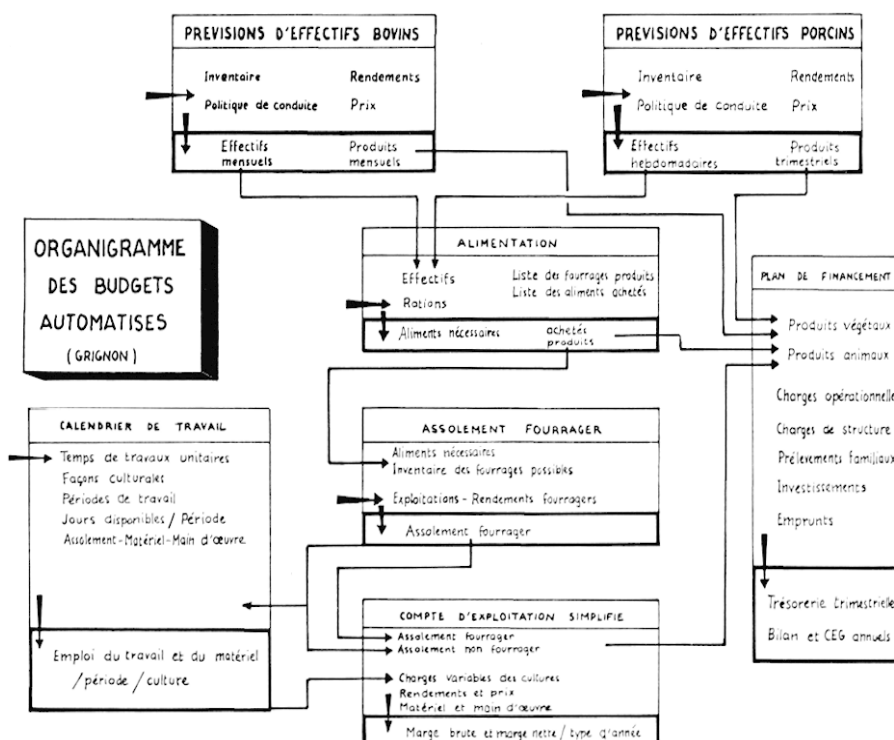 PREVISIONS D'EFFECTIFS BOVINS
Inventaire Rendements
Politique de conduite Prix
Effectifs mensuels Produits mensuels
PREVISIONS D'EFFECTIFS PORCINS
Inventaire Rendements
Politique de conduite Prix
Effectifs hebdomadaires Produits trimestriels
ORGANIGRAMME
DES BUDGETS
AUTOMATISES
(GRIGNON)
ALIMENTATION
Effectifs Liste des fourrages produits
Liste des aliments achetés
Rations
Aliments nécessaires achetés
produits
PLAN DE FINANCEMENT
Produits végétaux
Produits animaux
Charges opérationnelle
Charges de structure
Prélevements familiaux
Investissements
Emprunts
Trésorerie trimestrielle
Bilan et CEG annuels
CALENDRIER DE TRAVAIL
Temps de travaux unitaires
Façons culturales
Périodes de travail
Jours disponibles / Période
Assolement-Matériel-Main d'œuvre
Emploi du travail et du matériel
/période / culture
ASSOLEMENT FOURRAGER
Aliments nécessaires
Inventaire des fourrages possibles
Exploitations - Rendements fourragers
Assolement fourrager
COMPTE D'EXPLOITATION SIMPLIFIE
Assolement fourrager
Assolement non fourrager
Charges variables des cultures
Rendements et prix
Matériel et main d'œuvre
Marge brute et marge nette / type d'année